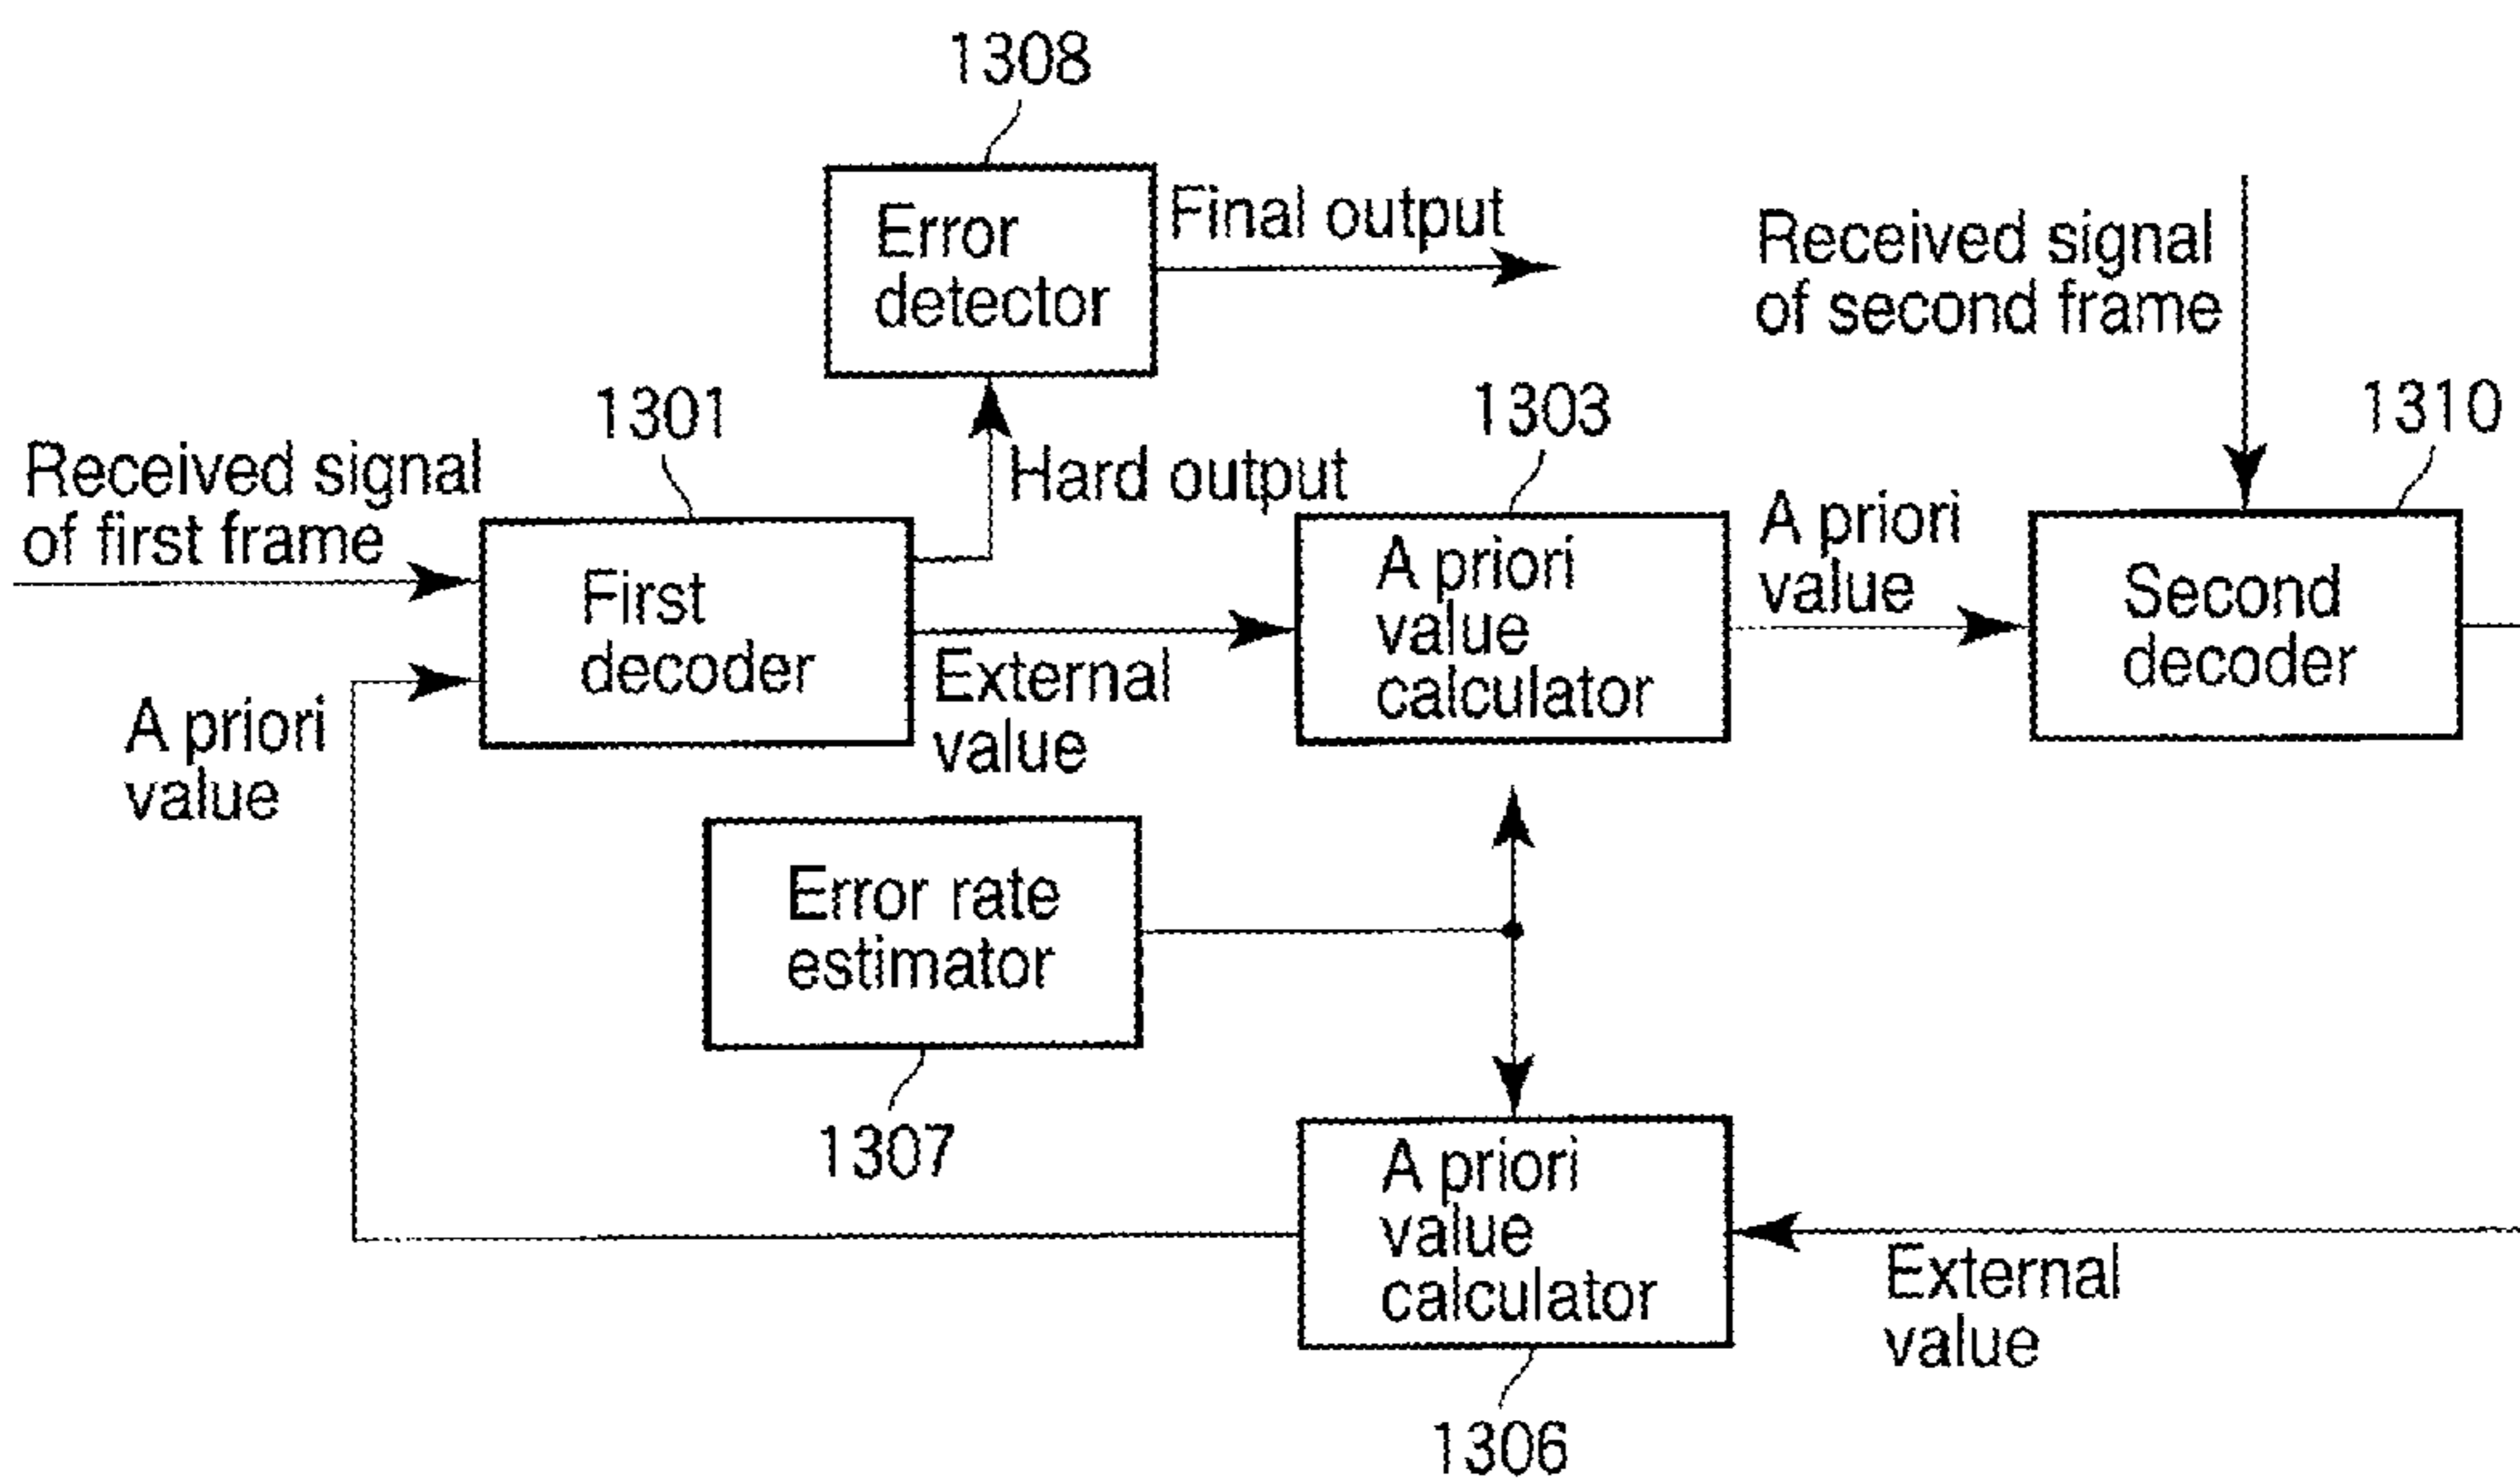 1308
Error
detector
Final output
Received signal
of second frame
1301
1303
1310
Received signal
of first frame
Hard output
A priori
value
First
decoder
External
value
A priori
value
calculator
Second
decoder
A priori
value
Error rate
estimator
1307
A priori
value
calculator
External
value
1306